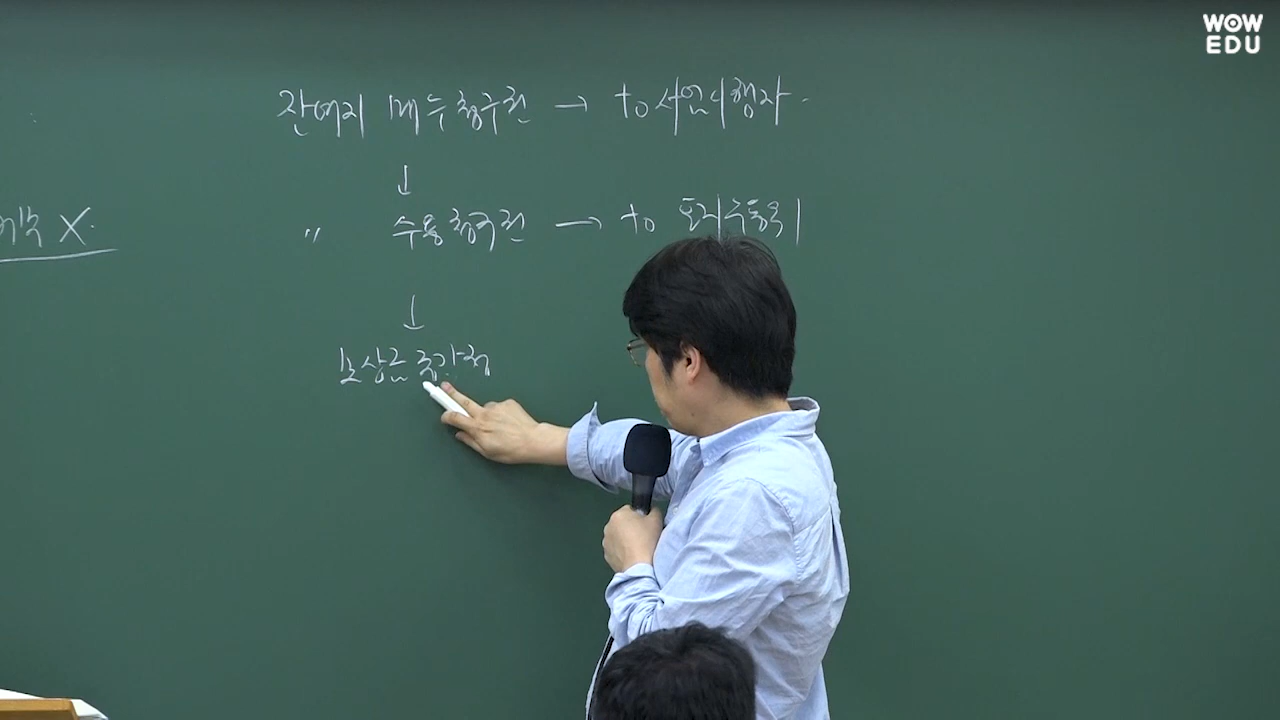 WOW
EDU
잔여지 매수청구권 → to 사업시행자.
↓
X.
〃 수용청구권 → to 토지수용위
↓
보상금 증감청